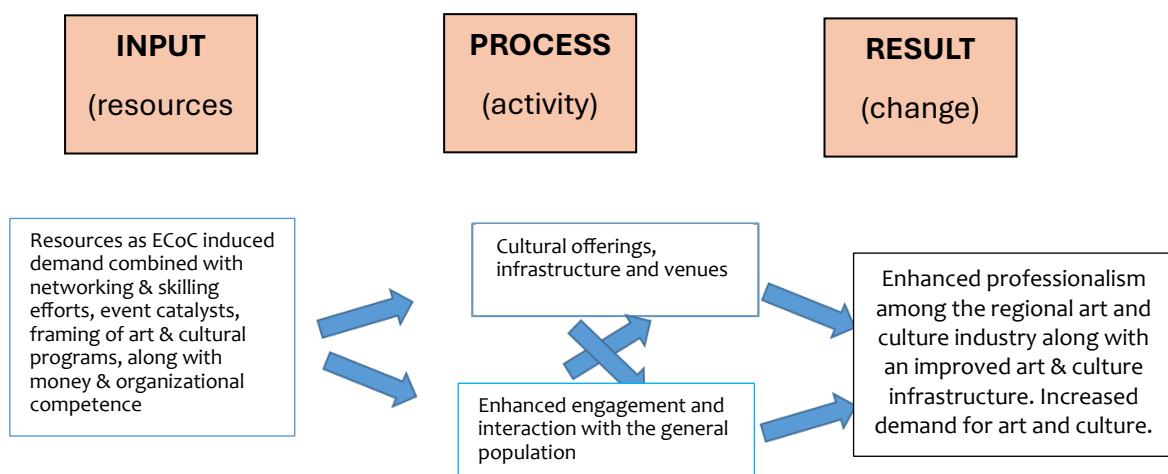 INPUT
(resources
PROCESS
(activity)
RESULT
(change)
Resources as ECoC induced
demand combined with
networking & skilling
efforts, event catalysts,
framing of art & cultural
programs, along with
money & organizational
competence
Cultural offerings,
infrastructure and venues
Enhanced engagement and
interaction with the general
population
Enhanced professionalism
among the regional art and
culture industry along with
an improved art & culture
infrastructure. Increased
demand for art and culture.